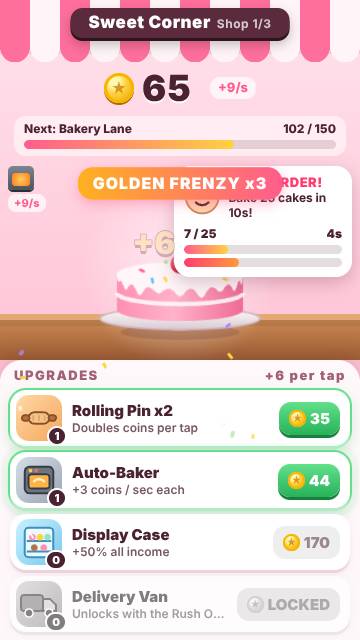 Sweet Corner Shop 1/3
65 +9/s
Next: Bakery Lane 102 / 150
+9/s
GOLDEN FRENZY x3
RDER!
Bake 25 cakes in
10s!
7 / 25 4s
+6
UPGRADES +6 per tap
Rolling Pin x2
Doubles coins per tap
1
35
Auto-Baker
+3 coins / sec each
1
44
Display Case
+50% all income
0
170
Delivery Van
Unlocks with the Rush O...
0
LOCKED